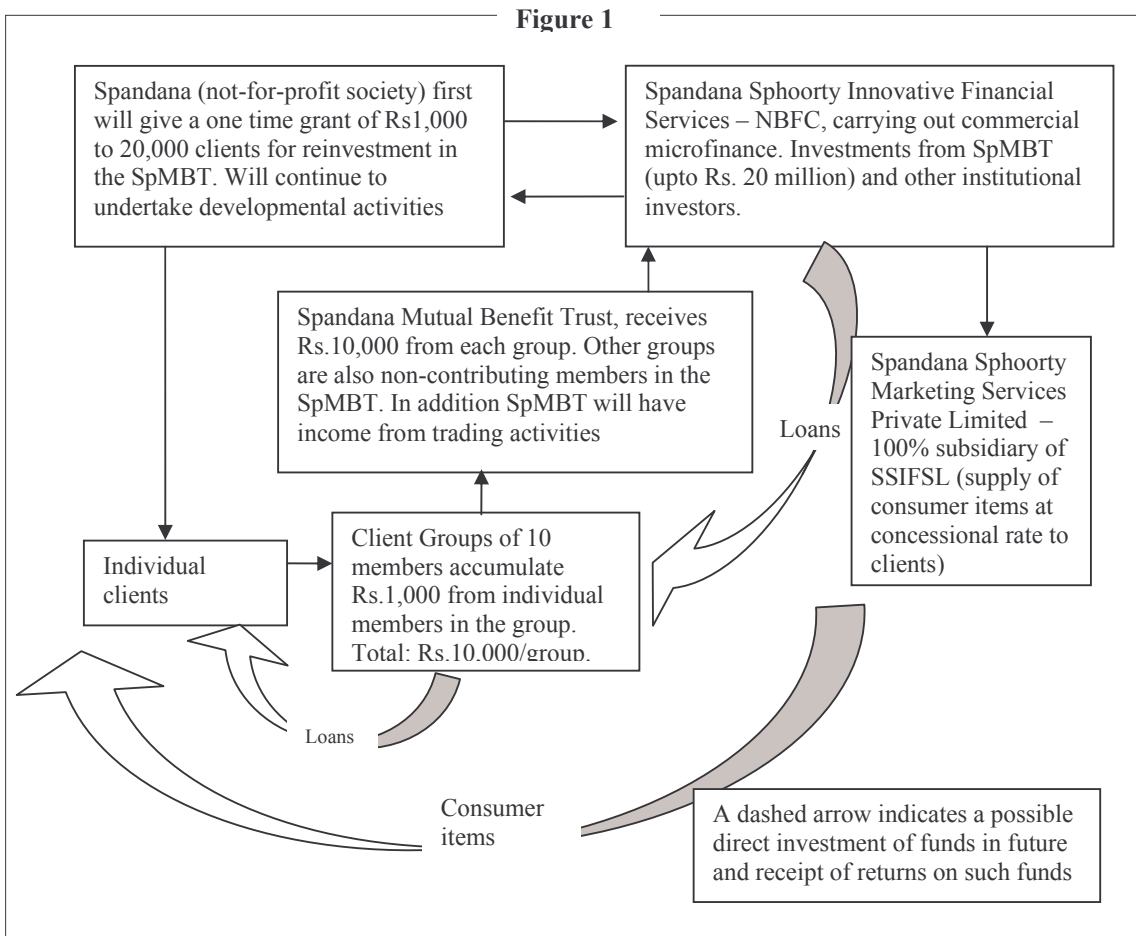 Figure 1
Spandana (not-for-profit society) first
will give a one time grant of Rs1,000
to 20,000 clients for reinvestment in
the SpMBT. Will continue to
undertake developmental activities
Spandana Sphoorty Innovative Financial
Services – NBFC, carrying out commercial
microfinance. Investments from SpMBT
(upto Rs. 20 million) and other institutional
investors.
Spandana Mutual Benefit Trust, receives
Rs.10,000 from each group. Other groups
are also non-contributing members in the
SpMBT. In addition SpMBT will have
income from trading activities
Loans
Spandana Sphoorty
Marketing Services
Private Limited –
100% subsidiary of
SSIFSL (supply of
consumer items at
concessional rate to
clients)
Individual
clients
Client Groups of 10
members accumulate
Rs.1,000 from individual
members in the group.
Total: Rs.10.000/group.
Loans
Consumer
items
A dashed arrow indicates a possible
direct investment of funds in future
and receipt of returns on such funds